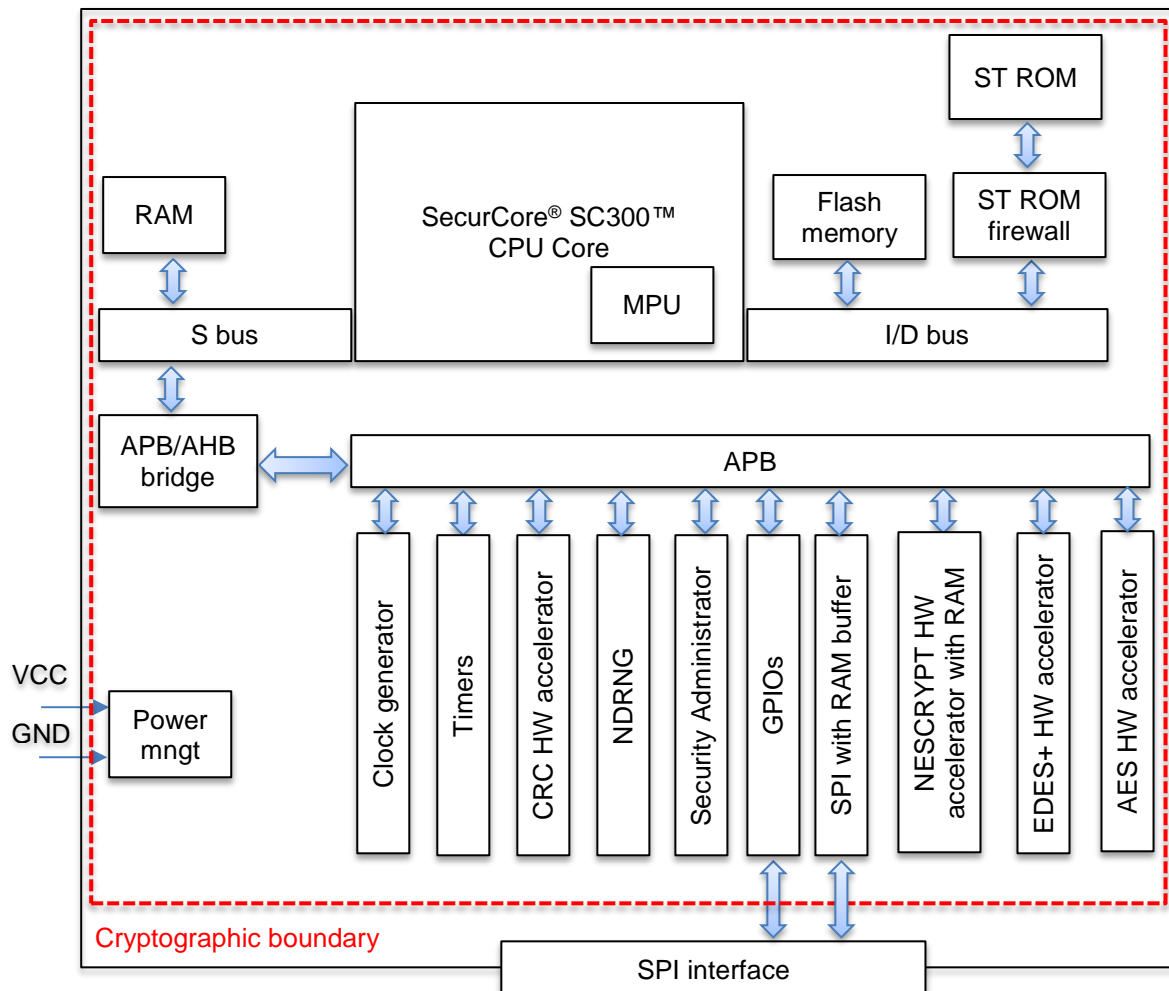 ST ROM
RAM
SecurCore® SC300™
CPU Core
MPU
Flash
memory
ST ROM
firewall
S bus
I/D bus
APB/AHB
bridge
APB
Clock generator
Timers
CRC HW accelerator
NDRNG
Security Administrator
GPIOs
SPI with RAM buffer
NESCRYPT HW
accelerator with RAM
EDES+ HW accelerator
AES HW accelerator
VCC
GND
Power
mngt
Cryptographic boundary
SPI interface